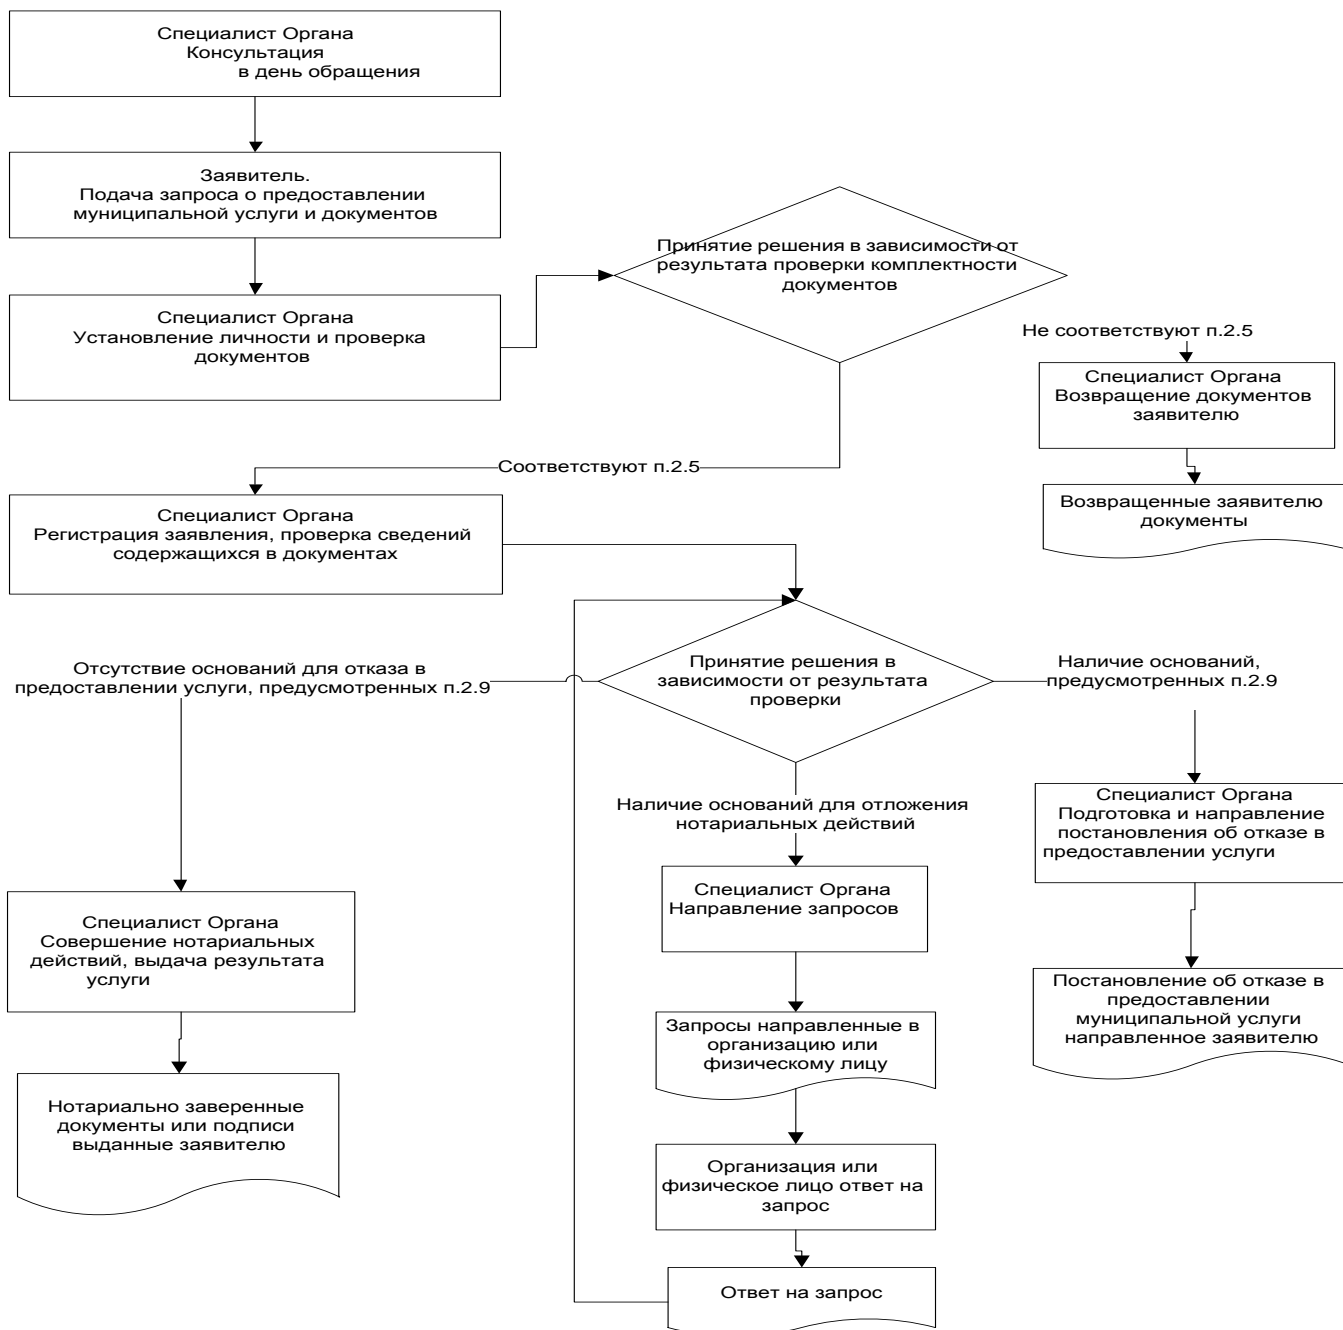 Специалист Органа
Консультация
в день обращения
Заявитель.
Подача запроса о предоставлении
муниципальной услуги и документов
Принятие решения в зависимости от
результата проверки комплектности
документов
Специалист Органа
Установление личности и проверка
документов
Не соответствуют п.2.5
Специалист Органа
Возвращение документов
заявителю
Соответствуют п.2.5
Возвращенные заявителю
документы
Специалист Органа
Регистрация заявления, проверка сведений
содержащихся в документах
Отсутствие оснований для отказа в
предоставлении услуги, предусмотренных п.2.9
Принятие решения в
зависимости от результата
проверки
Наличие оснований,
предусмотренных п.2.9
Наличие оснований для отложения
нотариальных действий
Специалист Органа
Подготовка и направление
постановления об отказе в
предоставлении услуги
Специалист Органа
Направление запросов
Специалист Органа
Совершение нотариальных
действий, выдача результата
услуги
Постановление об отказе в
предоставлении
муниципальной услуги
направленное заявителю
Запросы направленные в
организацию или
физическому лицу
Нотариально заверенные
документы или подписи
выданные заявителю
Организация или
физическое лицо ответ на
запрос
Ответ на запрос